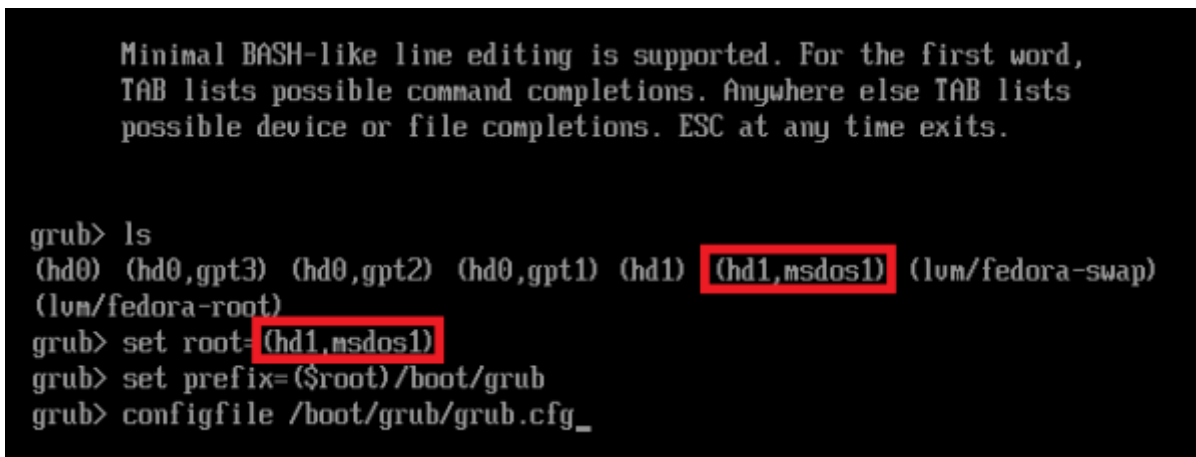 Minimal BASH-like line editing is supported. For the first word,
TAB lists possible command completions. Anywhere else TAB lists
possible device or file completions. ESC at any time exits.
grub> ls
(hd0) (hd0,gpt3) (hd0,gpt2) (hd0,gpt1) (hd1) (hd1,msdos1) (lvm/fedora-swap)
(lvm/fedora-root)
grub> set root=(hd1,msdos1)
grub> set prefix=($root)/boot/grub
grub> configfile /boot/grub/grub.cfg_